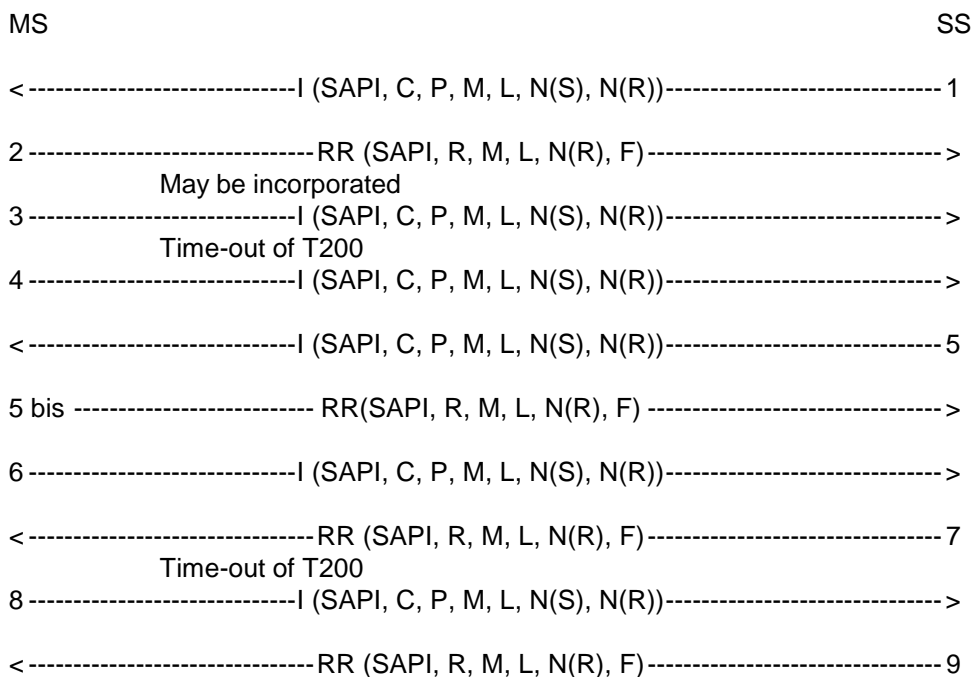 MS SS
< ------------------------------I (SAPI, C, P, M, L, N(S), N(R))------------------------------- 1
2 --------------------------------RR (SAPI, R, M, L, N(R), F)--------------------------------- >
May be incorporated
3 ------------------------------I (SAPI, C, P, M, L, N(S), N(R))------------------------------- >
Time-out of T200
4 ------------------------------I (SAPI, C, P, M, L, N(S), N(R))------------------------------- >
< ------------------------------I (SAPI, C, P, M, L, N(S), N(R))------------------------------- 5
5 bis --------------------------- RR(SAPI, R, M, L, N(R), F) --------------------------------- >
6 ------------------------------I (SAPI, C, P, M, L, N(S), N(R))------------------------------- >
< --------------------------------RR (SAPI, R, M, L, N(R), F)--------------------------------- 7
Time-out of T200
8 ------------------------------I (SAPI, C, P, M, L, N(S), N(R))------------------------------- >
< --------------------------------RR (SAPI, R, M, L, N(R), F)--------------------------------- 9